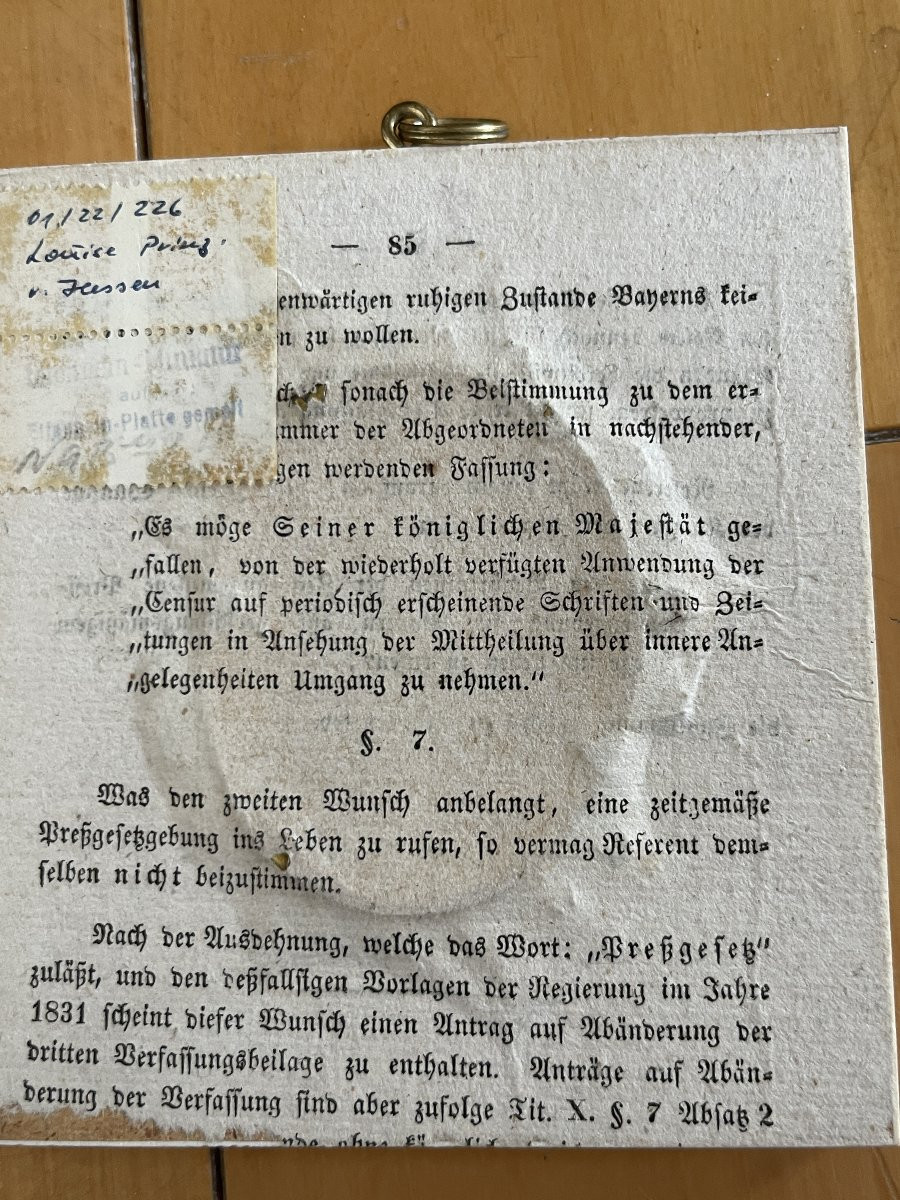 01/22/226
Louise Prinz.
v. Hessen
Miniatur
Platte gemalt
— 85 —
enwärtigen ruhigen Zustande Bayerns kei-
n zu wollen.
sonach die Beistimmung zu dem er-
mmer der Abgeordneten in nachstehender,
gen werdenden Fassung:
„Es möge Seiner königlichen Majestät ge-
„fallen, von der wiederholt verfügten Anwendung der
„Censur auf periodisch erscheinende Schriften und Zei-
„tungen in Ansehung der Mittheilung über innere An-
„gelegenheiten Umgang zu nehmen.“
§. 7.
Was den zweiten Wunsch anbelangt, eine zeitgemäße
Preßgesetzgebung ins Leben zu rufen, so vermag Referent dem-
selben nicht beizustimmen.
Nach der Ausdehnung, welche das Wort: „Preßgesetz“
zuläßt, und den deßfallsigen Vorlagen der Regierung im Jahre
1831 scheint dieser Wunsch einen Antrag auf Abänderung der
dritten Verfassungsbeilage zu enthalten. Anträge auf Abän-
derung der Verfassung sind aber zufolge Tit. X. §. 7 Absatz 2